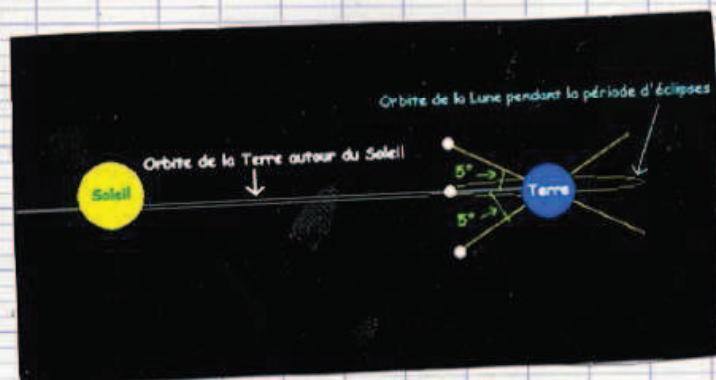 Orbite de la Lune pendant la période d'éclipses
Orbite de la Terre autour du Soleil
Soleil
5°
Terre
5°